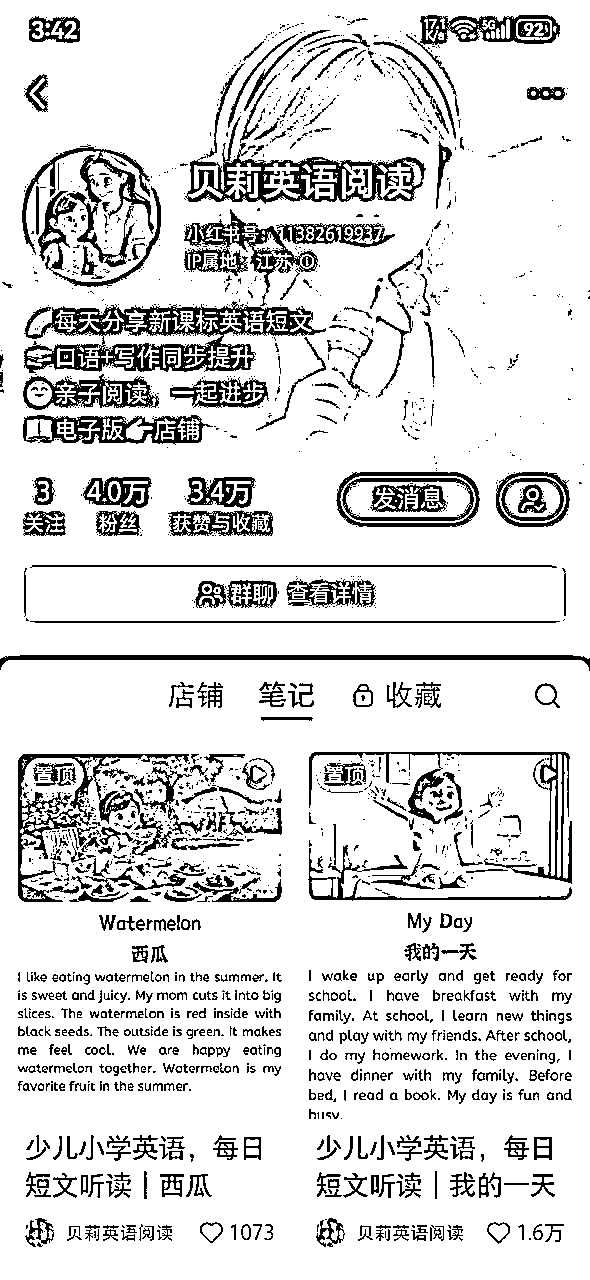 3:42
5G
92
贝莉英语阅读
小红书号：11382619937
IP属地：江苏
每天分享新课标英语短文
口语+写作同步提升
亲子阅读，一起进步
电子版👉店铺
3 4.0万 3.4万
关注 粉丝 获赞与收藏
发消息
群聊 查看详情
店铺 笔记 收藏
置顶
Watermelon
西瓜
I like eating watermelon in the summer. It
is sweet and juicy. My mom cuts it into big
slices. The watermelon is red inside with
black seeds. The outside is green. It makes
me feel cool. We are happy eating
watermelon together. Watermelon is my
favorite fruit in the summer.
少儿小学英语，每日
短文听读｜西瓜
贝莉英语阅读 1073
置顶
My Day
我的一天
I wake up early and get ready for
school. I have breakfast with my
family. At school, I learn new things
and play with my friends. After school,
I do my homework. In the evening, I
have dinner with my family. Before
bed, I read a book. My day is fun and
busy.
少儿小学英语，每日
短文听读｜我的一天
贝莉英语阅读 1.6万